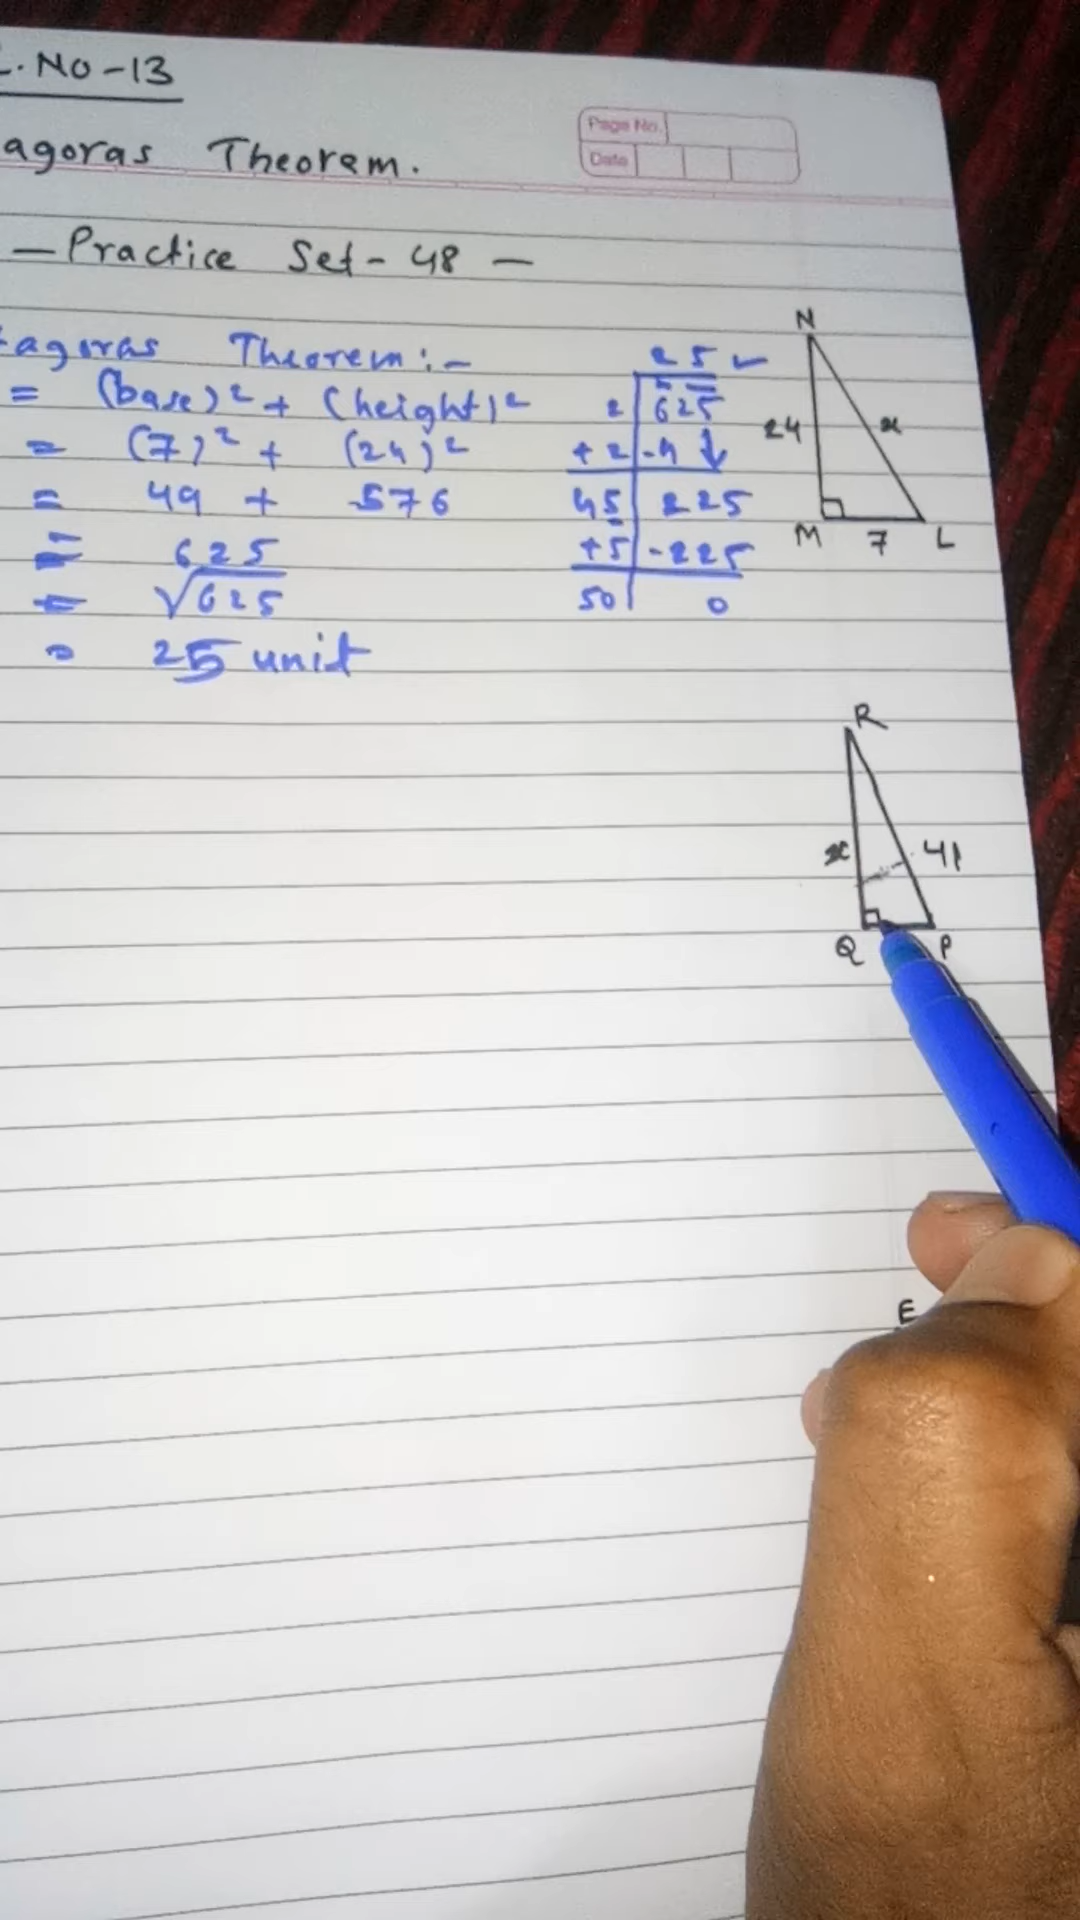 . No-13
agoras Theorem.
Page No.
Date
- Practice Set - 48 -
agoras Theorem:-
= (base)² + (height)²
= (7)² + (24)²
= 49 + 576
= 625
= √625
= 25 unit
25 ✓
2 625
+2 -4 ↓
45 225
+5 -225
50 0
N
24 x
M 7 L
R
x 41
Q P
E